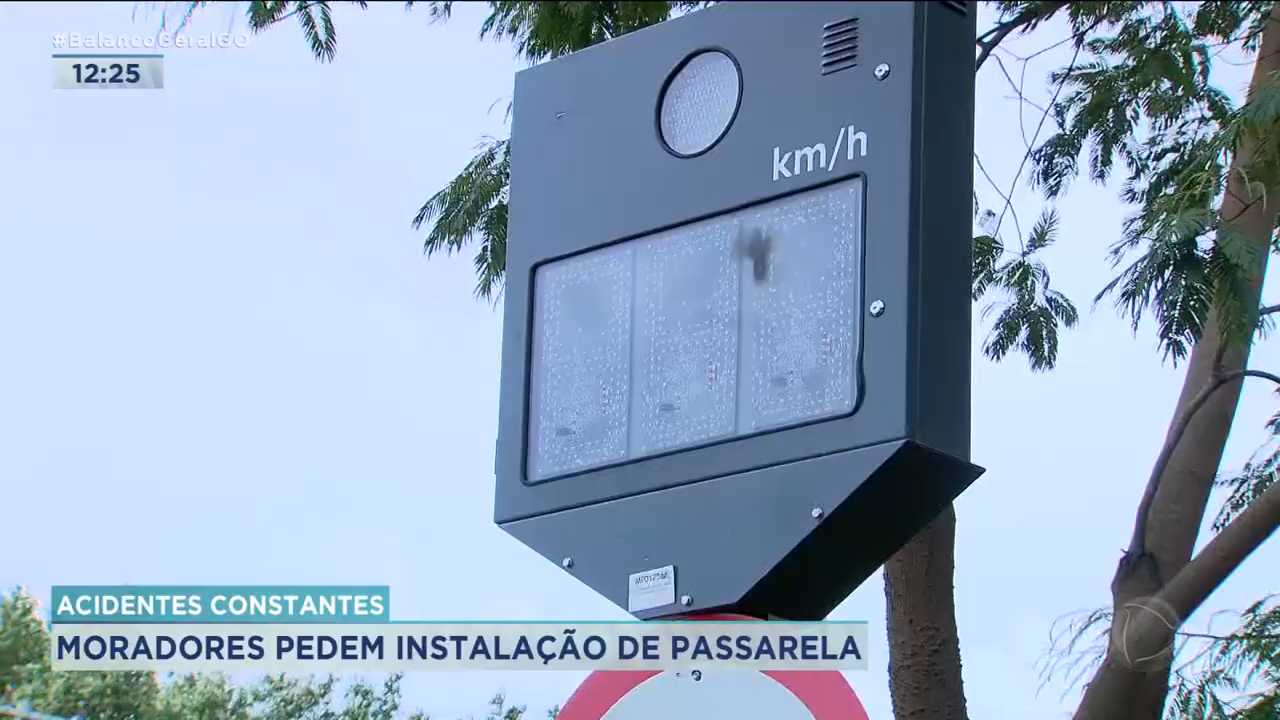 #BalancoGeralGO
12:25
km/h
ACIDENTES CONSTANTES
MORADORES PEDEM INSTALAÇÃO DE PASSARELA